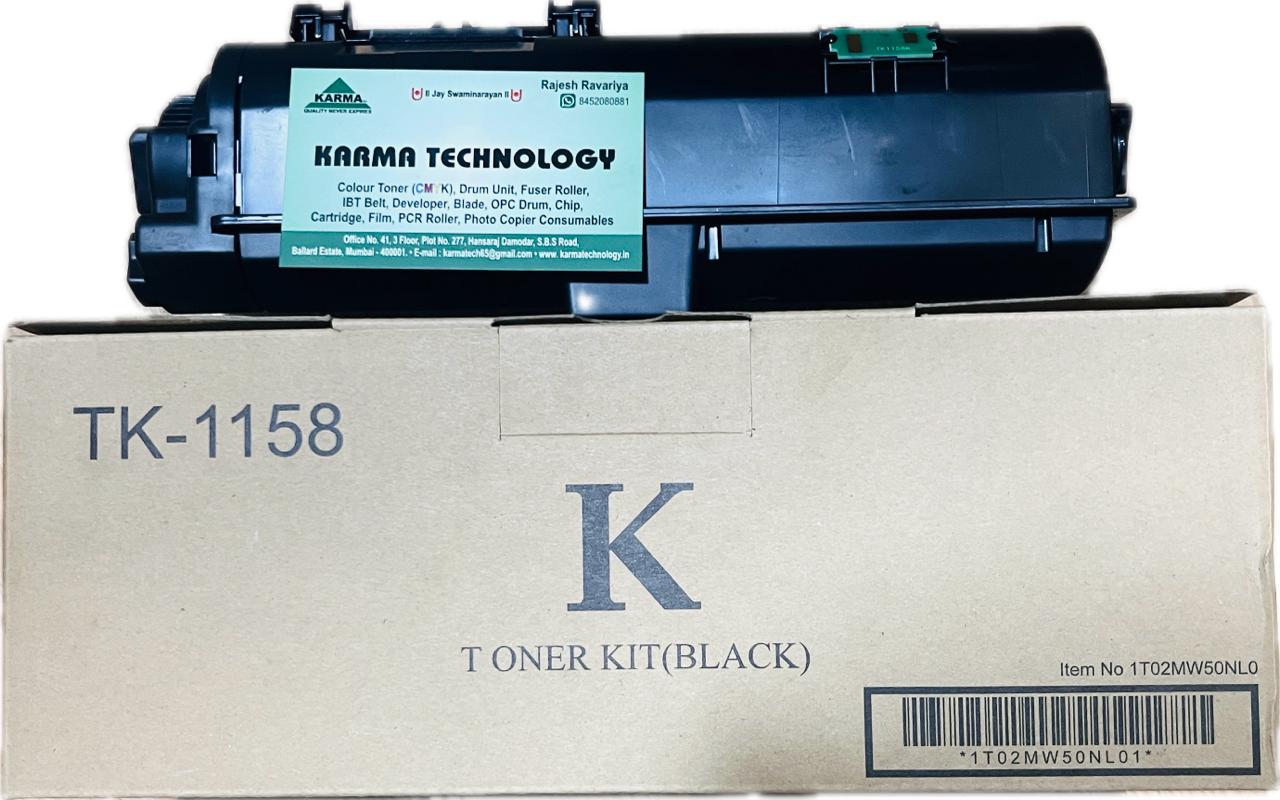 TK1158K
KARMA
QUALITY NEVER EXPIRES
ll Jay Swaminarayan ll
Rajesh Ravariya
8452080881
KARMA TECHNOLOGY
Colour Toner (CMYK), Drum Unit, Fuser Roller,
IBT Belt, Developer, Blade, OPC Drum, Chip,
Cartridge, Film, PCR Roller, Photo Copier Consumables
Office No. 41, 3 Floor, Plot No. 277, Hansaraj Damodar, S.B.S Road,
Ballard Estate, Mumbai - 400001. • E-mail : karmatech65@gmail.com • www. karmatechnology.in
TK-1158
K
T ONER KIT(BLACK)
Item No 1T02MW50NL0
*1T02MW50NL01*